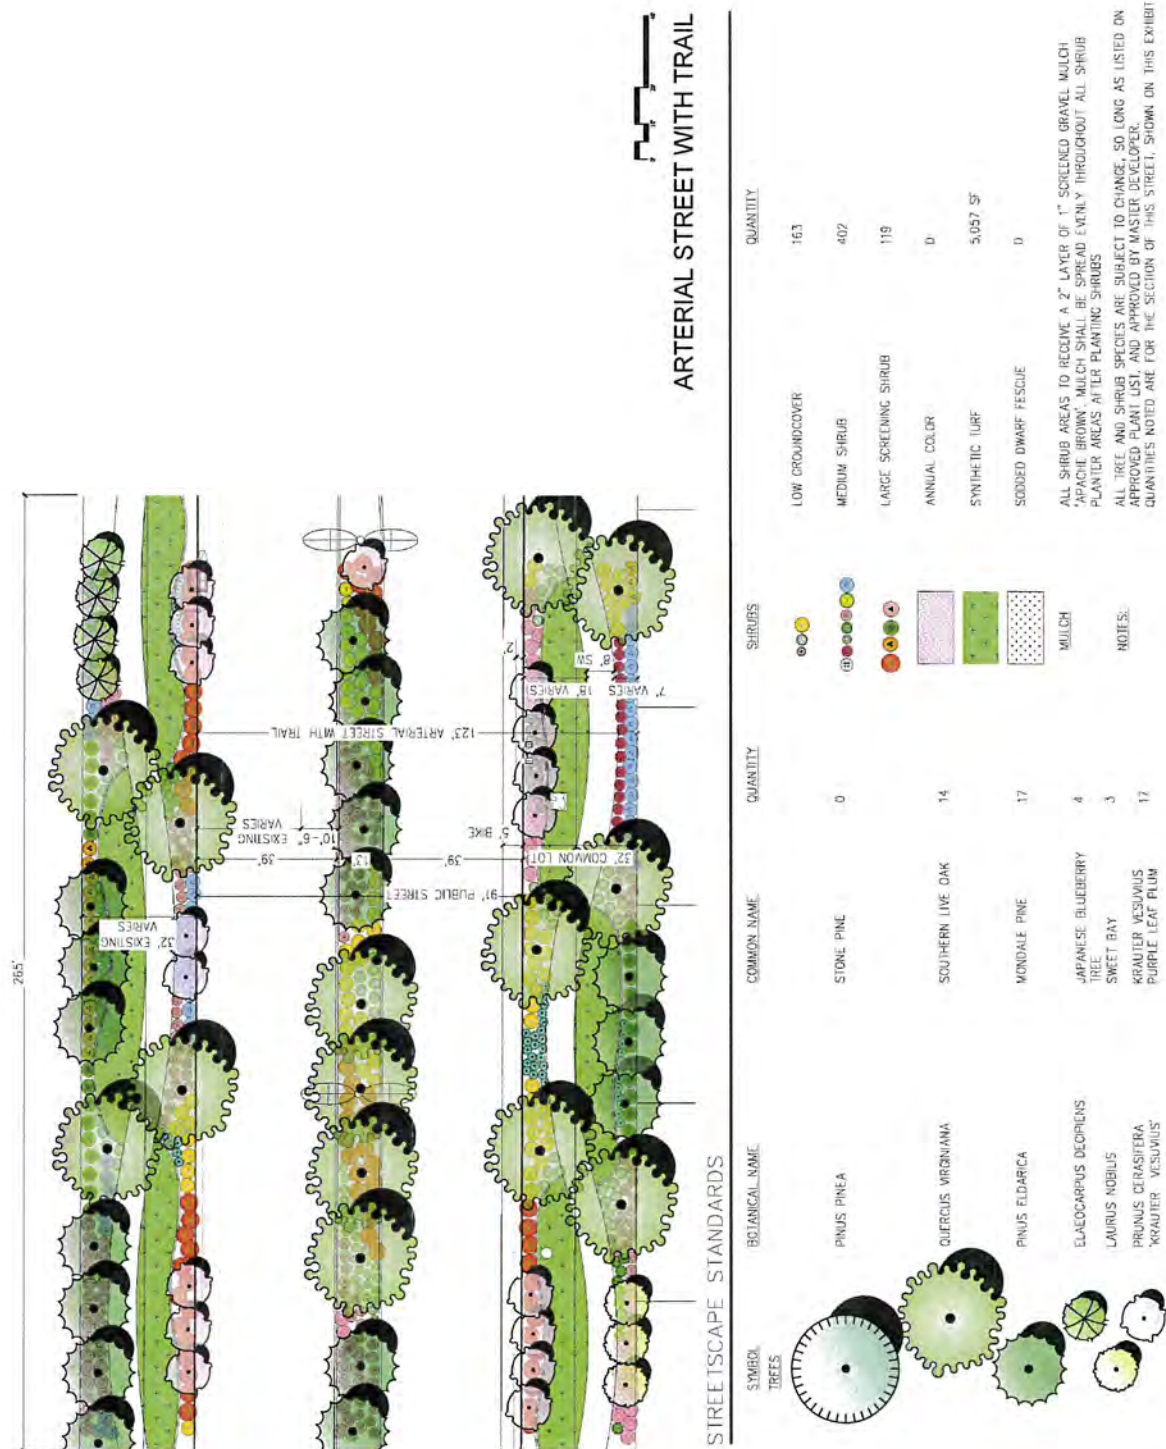 265'
32' EXISTING
VARIES
10'-6" EXISTING
VARIES
39'
13'
39'
91' PUBLIC STREET
123' ARTERIAL STREET WITH TRAIL
5' BIKE
32' COMMON LOT
2'
8' SW
18' VARIES
7' VARIES
ARTERIAL STREET WITH TRAIL
STREETSCAPE STANDARDS
SYMBOL
BOTANICAL NAME
COMMON NAME
QUANTITY
TREES
PINUS PINEA
STONE PINE
0
QUERCUS VIRGINIANA
SOUTHERN LIVE OAK
14
PINUS ELDARICA
MONDALE PINE
17
ELAEOCARPUS DECIPIENS
JAPANESE BLUEBERRY
TREE
4
LAURUS NOBILIS
SWEET BAY
3
PRUNUS CERASIFERA
'KRAUTER VESUVIUS'
KRAUTER VESUVIUS
PURPLE LEAF PLUM
17
SHRUBS
QUANTITY
LOW GROUNDCOVER
163
MEDIUM SHRUB
402
LARGE SCREENING SHRUB
119
ANNUAL COLOR
0
SYNTHETIC TURF
5,057 SF
SODDED DWARF FESCUE
0
MULCH
ALL SHRUB AREAS TO RECEIVE A 2" LAYER OF 1" SCREENED GRAVEL MULCH
'APACHE BROWN'. MULCH SHALL BE SPREAD EVENLY THROUGHOUT ALL SHRUB
PLANTER AREAS AFTER PLANTING SHRUBS
NOTES:
ALL TREE AND SHRUB SPECIES ARE SUBJECT TO CHANGE, SO LONG AS LISTED ON
APPROVED PLANT LIST, AND APPROVED BY MASTER DEVELOPER.
QUANTITIES NOTED ARE FOR THE SECTION OF THIS STREET, SHOWN ON THIS EXHIBIT